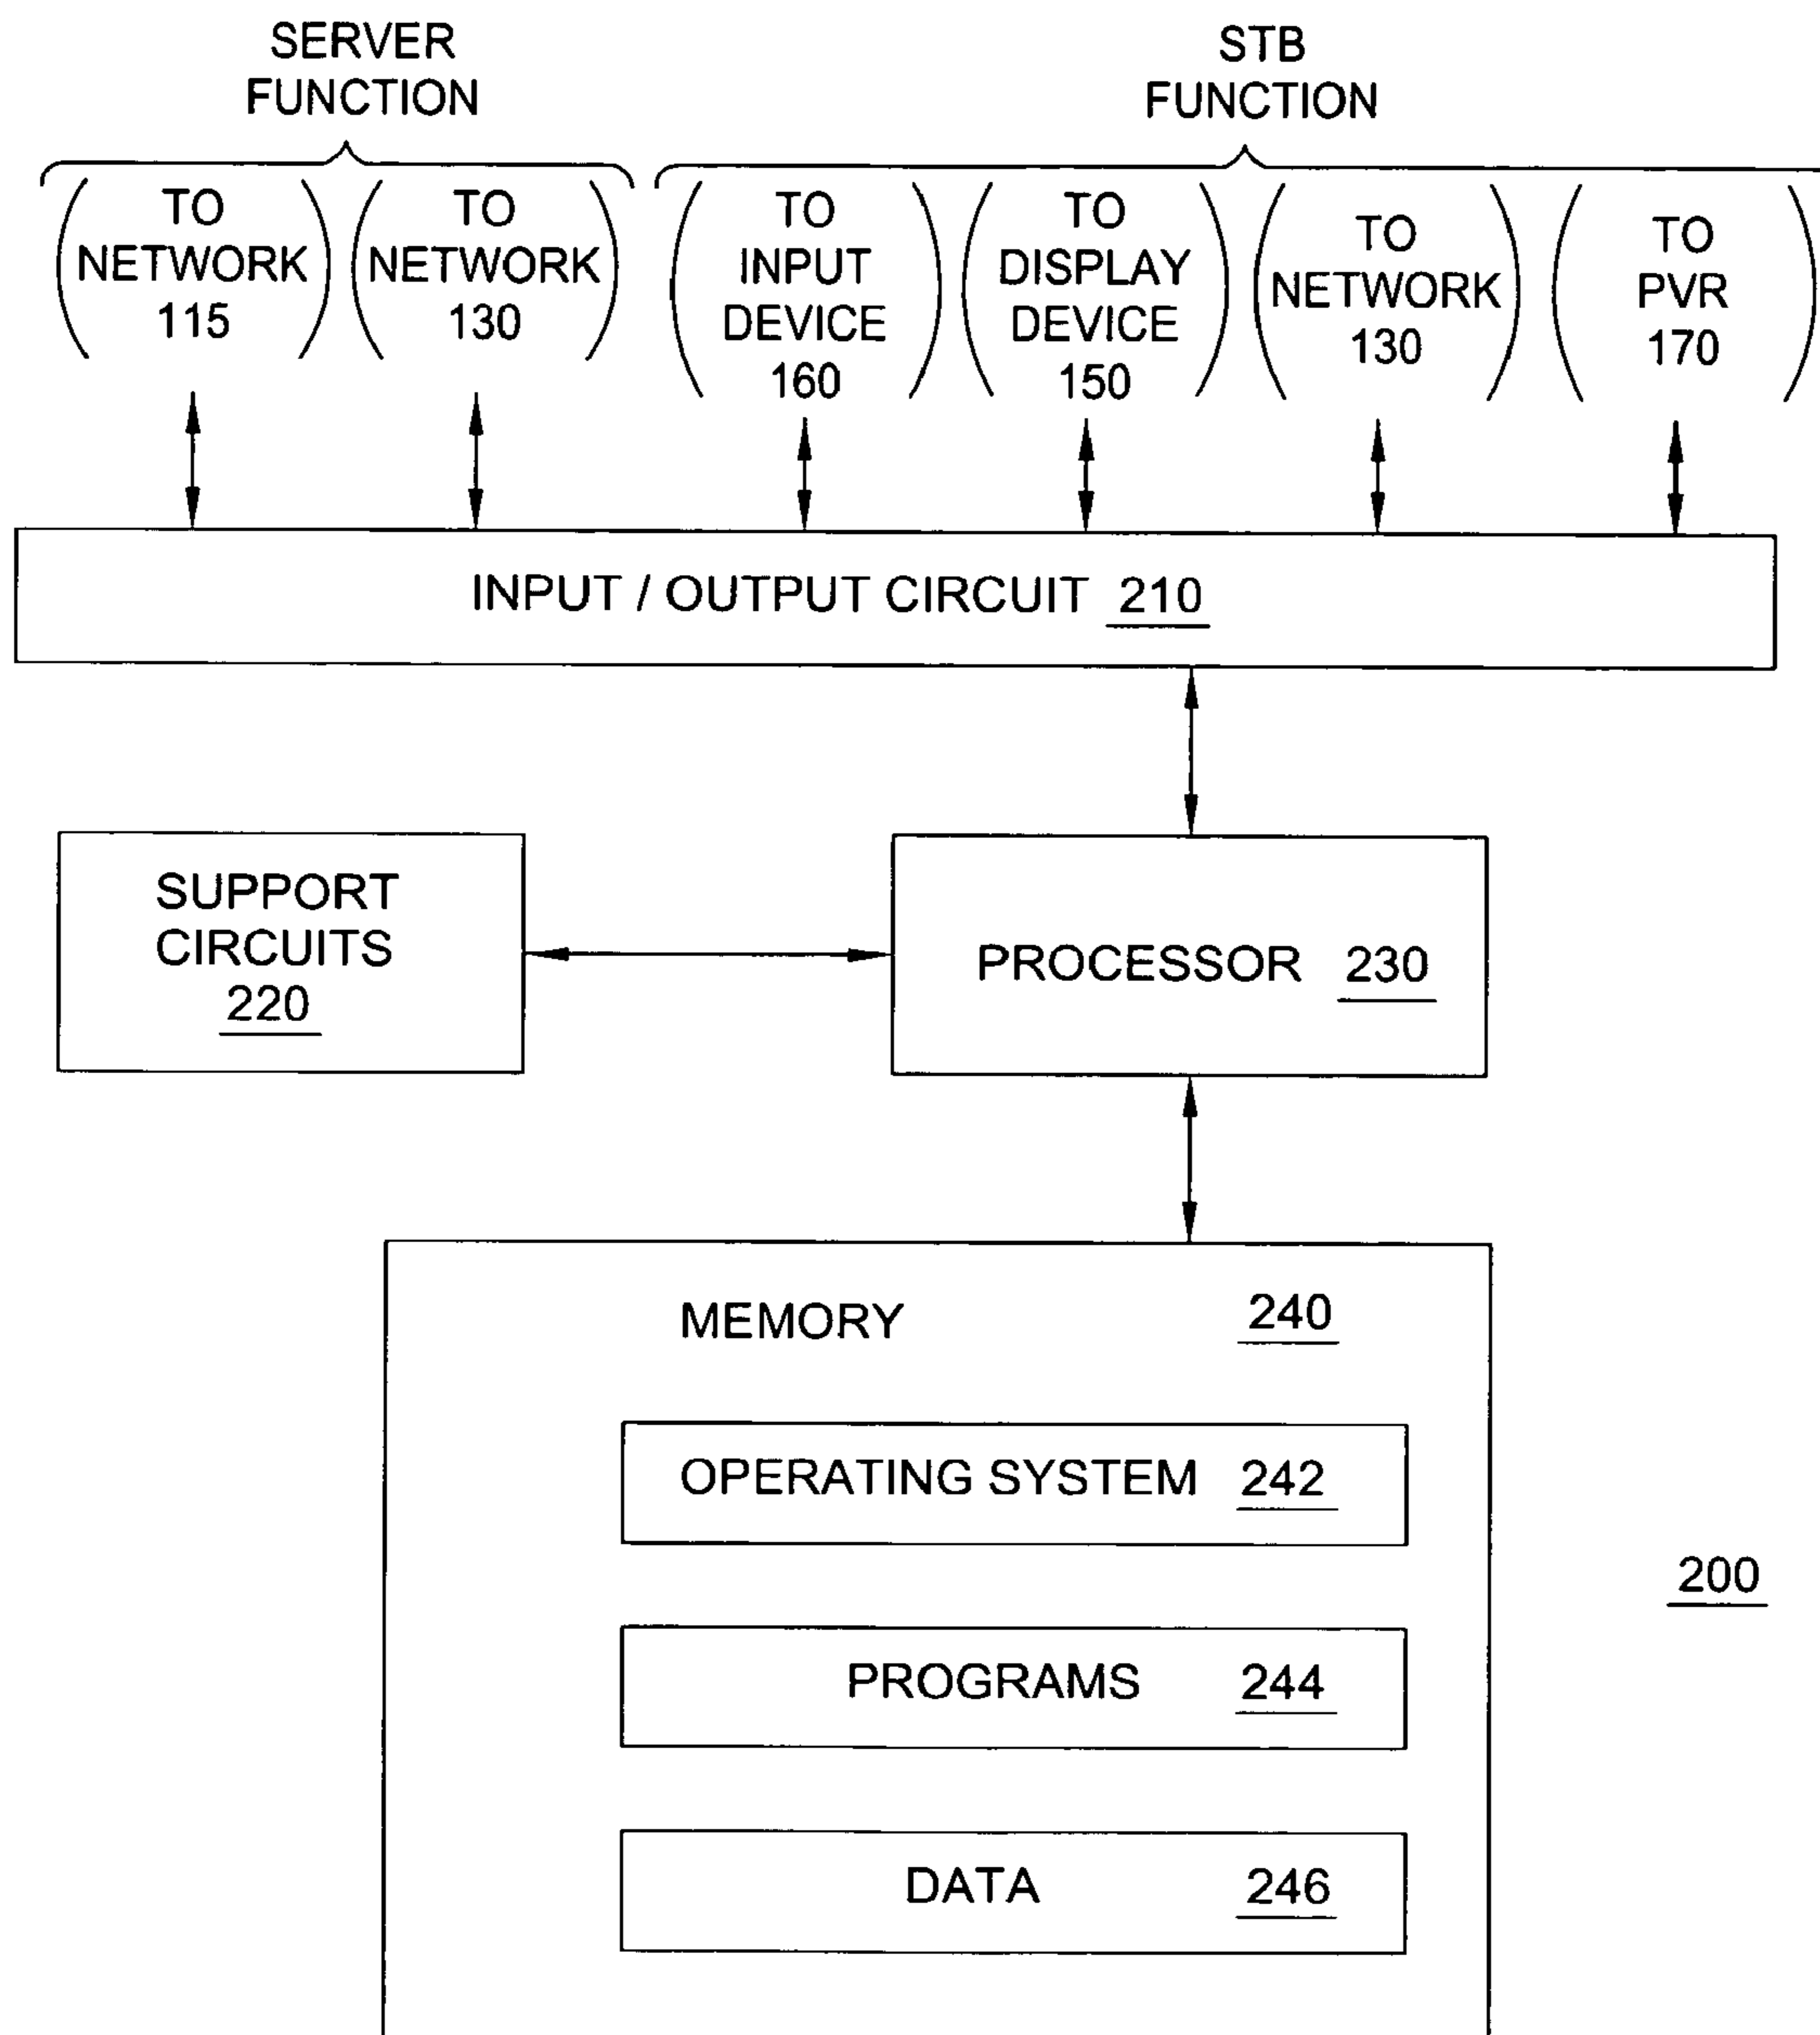 SERVER
FUNCTION
STB
FUNCTION
TO
NETWORK
115
TO
NETWORK
130
TO
INPUT
DEVICE
160
TO
DISPLAY
DEVICE
150
TO
NETWORK
130
TO
PVR
170
INPUT / OUTPUT CIRCUIT 210
SUPPORT
CIRCUITS
220
PROCESSOR 230
MEMORY 240
OPERATING SYSTEM 242
PROGRAMS 244
DATA 246
200